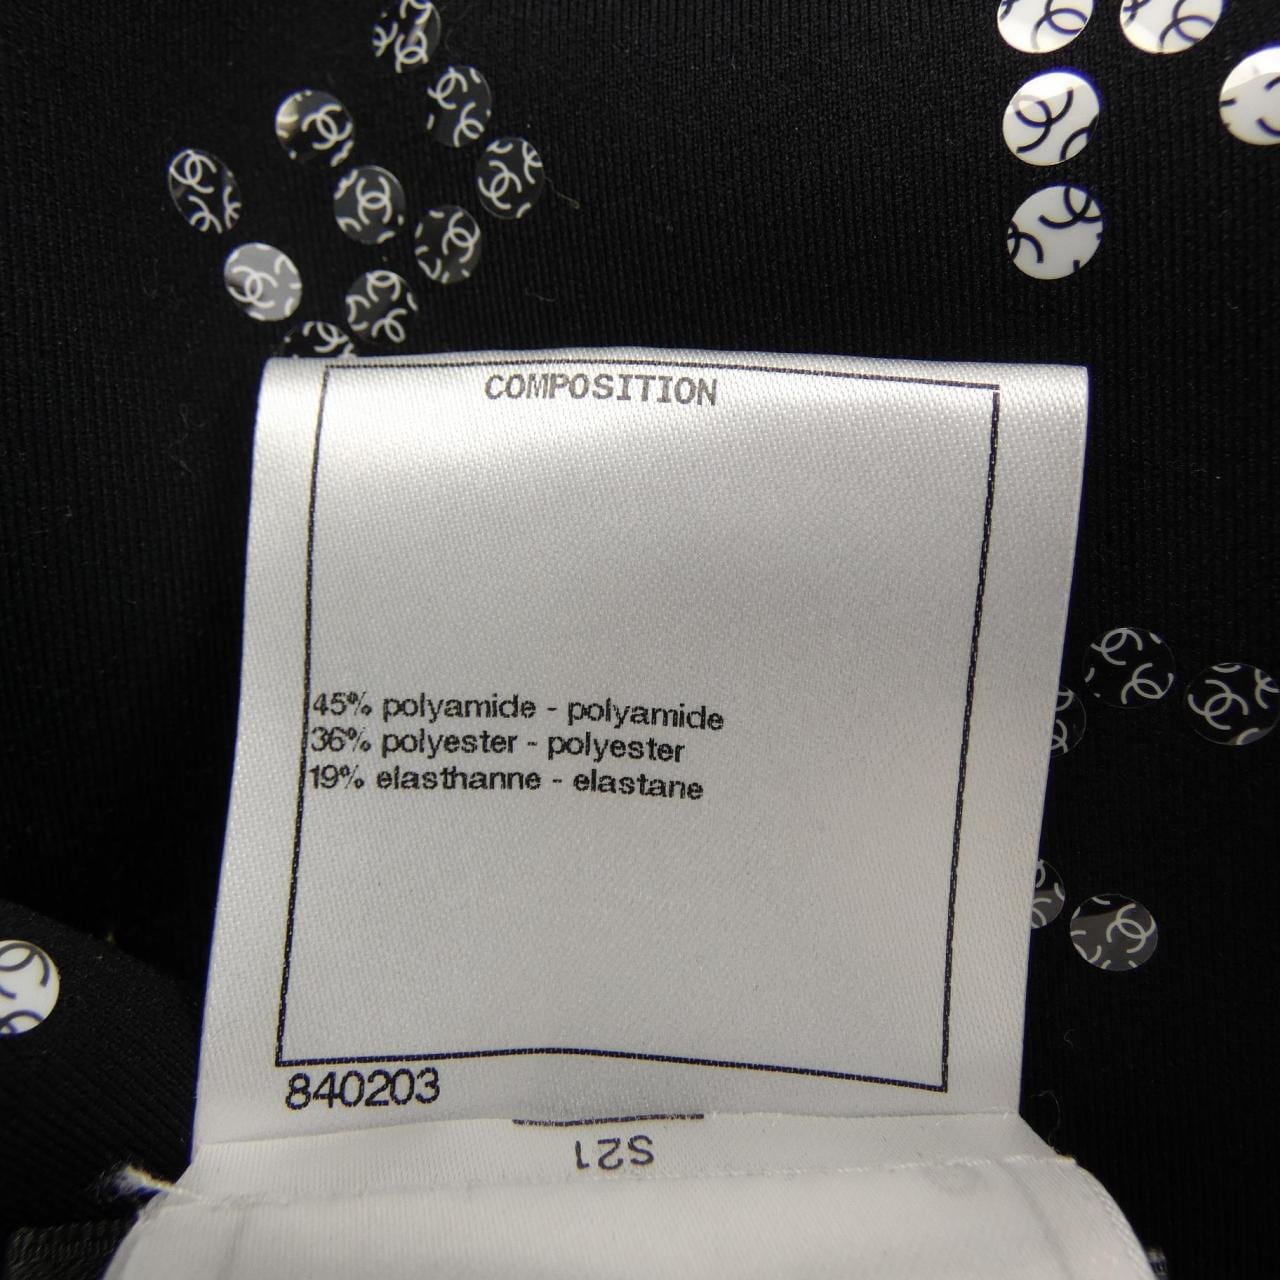 COMPOSITION
45% polyamide - polyamide
36% polyester - polyester
19% elasthanne - elastane
840203
S21